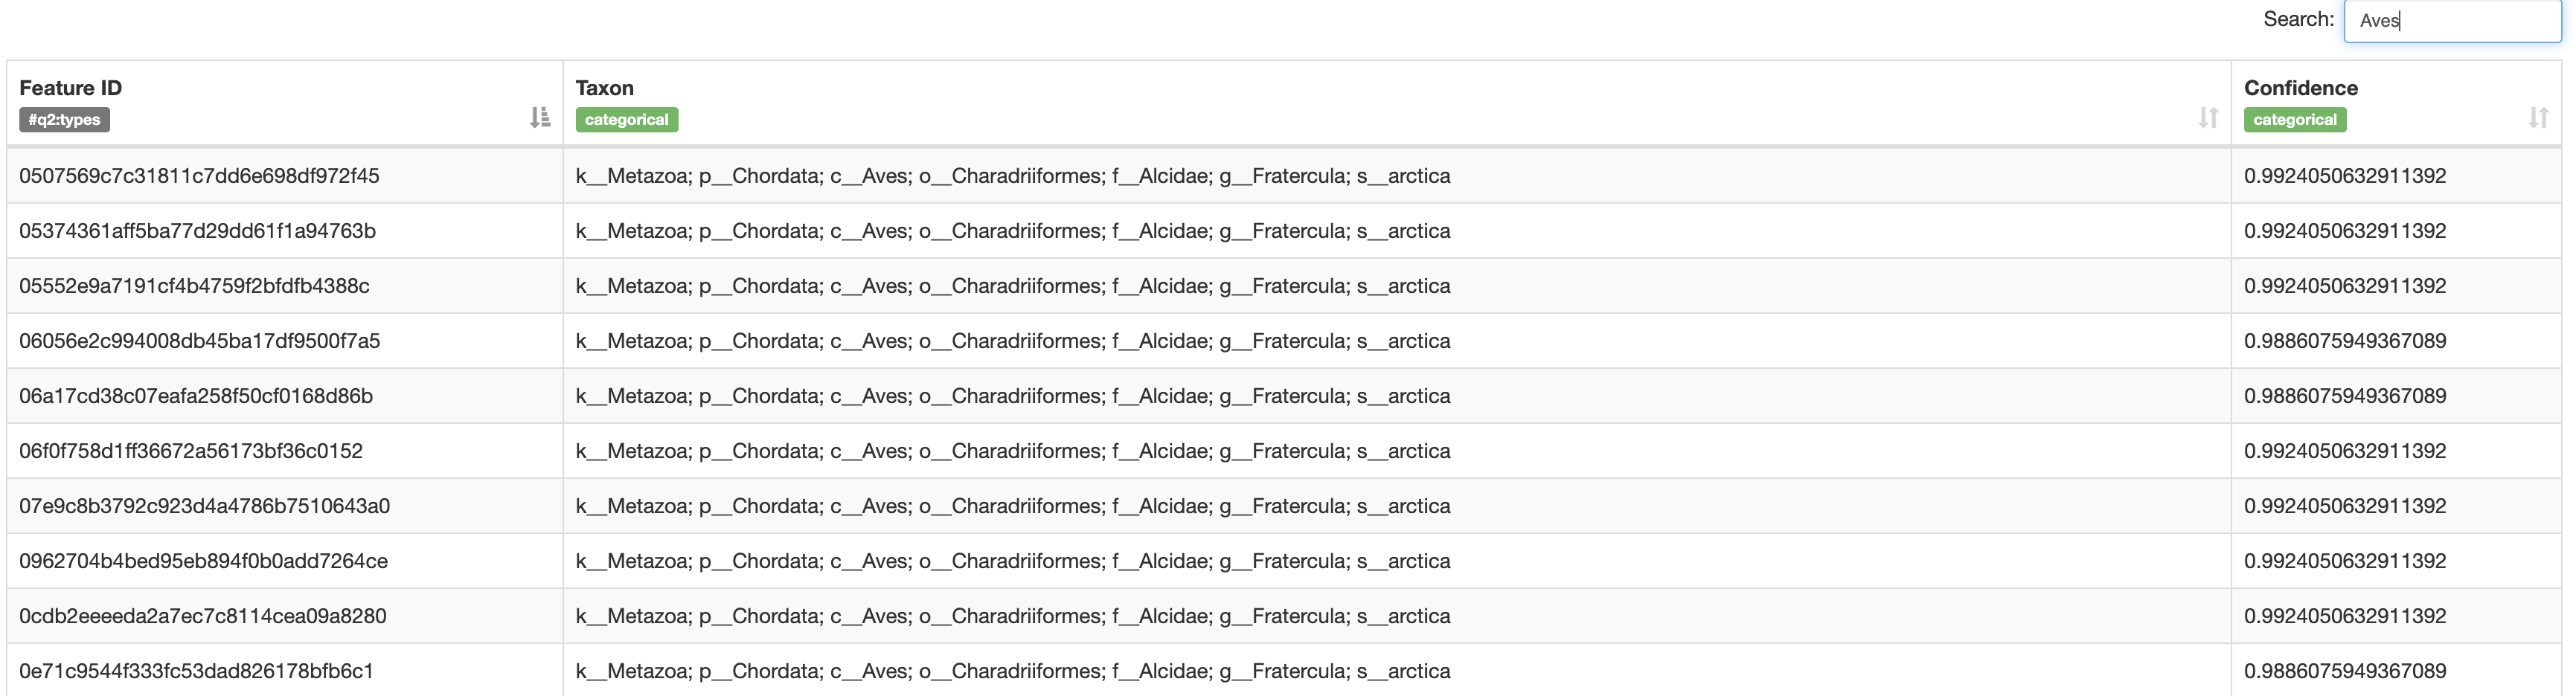 Search: Aves
Feature ID Taxon Confidence
#q2:types categorical categorical
0507569c7c31811c7dd6e698df972f45 k__Metazoa; p__Chordata; c__Aves; o__Charadriiformes; f__Alcidae; g__Fratercula; s__arctica 0.9924050632911392
05374361aff5ba77d29dd61f1a94763b k__Metazoa; p__Chordata; c__Aves; o__Charadriiformes; f__Alcidae; g__Fratercula; s__arctica 0.9924050632911392
05552e9a7191cf4b4759f2bfdfb4388c k__Metazoa; p__Chordata; c__Aves; o__Charadriiformes; f__Alcidae; g__Fratercula; s__arctica 0.9924050632911392
06056e2c994008db45ba17df9500f7a5 k__Metazoa; p__Chordata; c__Aves; o__Charadriiformes; f__Alcidae; g__Fratercula; s__arctica 0.9886075949367089
06a17cd38c07eafa258f50cf0168d86b k__Metazoa; p__Chordata; c__Aves; o__Charadriiformes; f__Alcidae; g__Fratercula; s__arctica 0.9886075949367089
06f0f758d1ff36672a56173bf36c0152 k__Metazoa; p__Chordata; c__Aves; o__Charadriiformes; f__Alcidae; g__Fratercula; s__arctica 0.9924050632911392
07e9c8b3792c923d4a4786b7510643a0 k__Metazoa; p__Chordata; c__Aves; o__Charadriiformes; f__Alcidae; g__Fratercula; s__arctica 0.9924050632911392
0962704b4bed95eb894f0b0add7264ce k__Metazoa; p__Chordata; c__Aves; o__Charadriiformes; f__Alcidae; g__Fratercula; s__arctica 0.9924050632911392
0cdb2eeeeda2a7ec7c8114cea09a8280 k__Metazoa; p__Chordata; c__Aves; o__Charadriiformes; f__Alcidae; g__Fratercula; s__arctica 0.9924050632911392
0e71c9544f333fc53dad826178bfb6c1 k__Metazoa; p__Chordata; c__Aves; o__Charadriiformes; f__Alcidae; g__Fratercula; s__arctica 0.9886075949367089